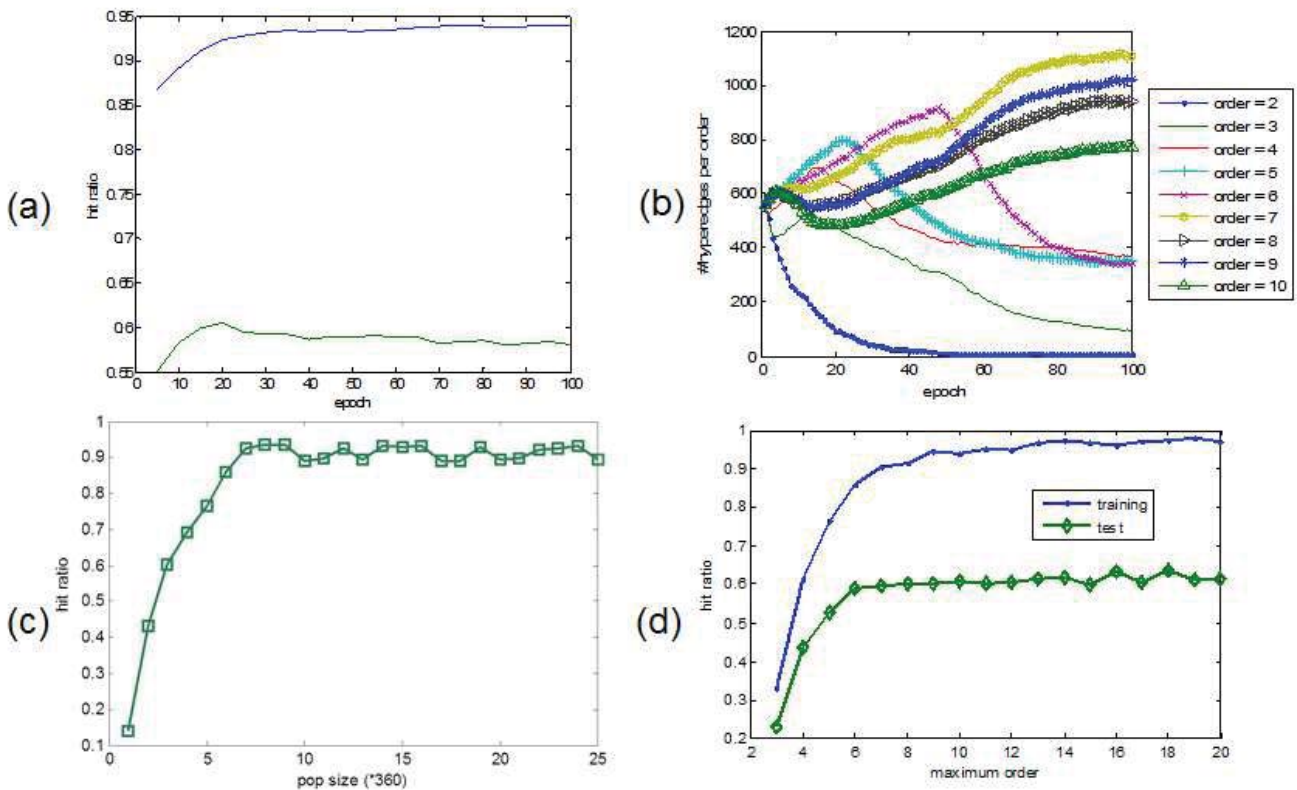 (a)
hit ratio
0.95
0.9
0.85
0.8
0.75
0.7
0.65
0.6
0.55
0 10 20 30 40 50 60 70 80 90 100
epoch
(b)
#hyperedges per order
1200
1000
800
600
400
200
0
0 20 40 60 80 100
epoch
order = 2
order = 3
order = 4
order = 5
order = 6
order = 7
order = 8
order = 9
order = 10
(c)
hit ratio
1
0.9
0.8
0.7
0.6
0.5
0.4
0.3
0.2
0.1
0 5 10 15 20 25
pop size (*360)
(d)
hit ratio
1
0.9
0.8
0.7
0.6
0.5
0.4
0.3
0.2
2 4 6 8 10 12 14 16 18 20
maximum order
training
test